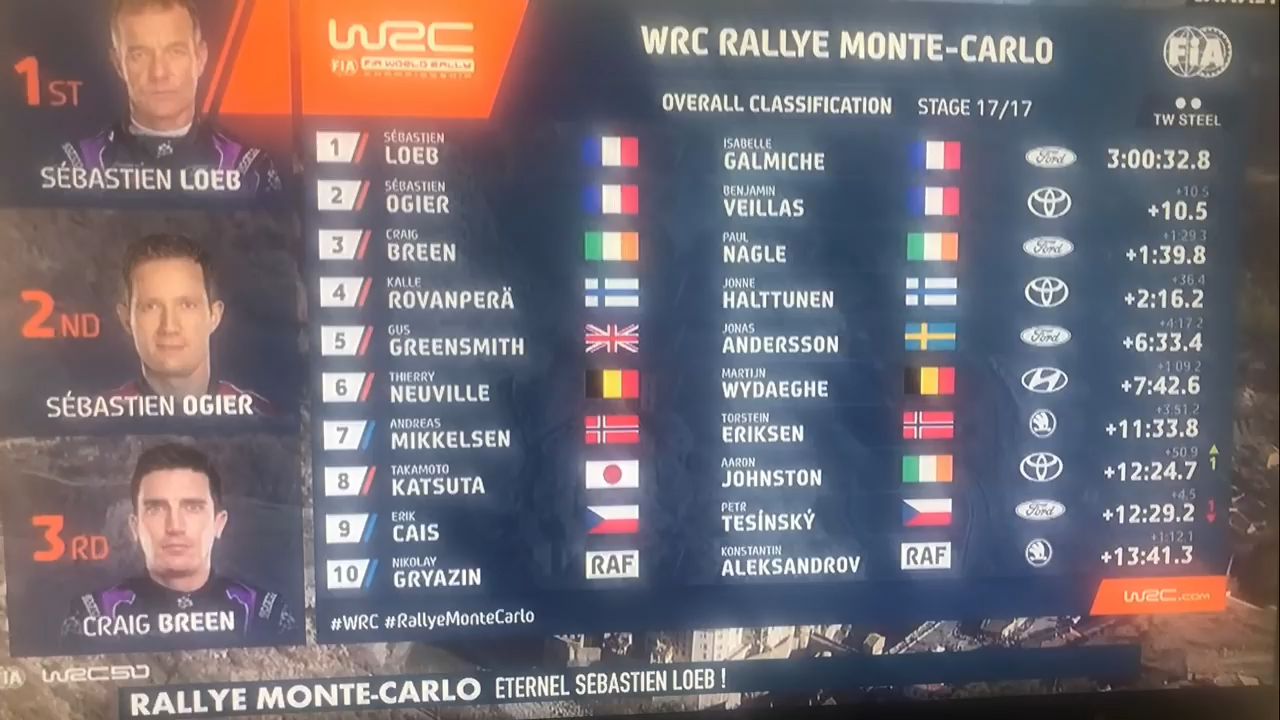 1ST
SÉBASTIEN LOEB
2ND
SÉBASTIEN OGIER
3RD
CRAIG BREEN
WRC
FIA WORLD RALLY
CHAMPIONSHIP
WRC RALLYE MONTE-CARLO
FIA
OVERALL CLASSIFICATION STAGE 17/17
TW STEEL
1 SÉBASTIEN LOEB ISABELLE GALMICHE Ford 3:00:32.8
2 SÉBASTIEN OGIER BENJAMIN VEILLAS +10.5 +10.5
3 CRAIG BREEN PAUL NAGLE Ford +1:29.3 +1:39.8
4 KALLE ROVANPERÄ JONNE HALTTUNEN +36.4 +2:16.2
5 GUS GREENSMITH JONAS ANDERSSON Ford +4:17.2 +6:33.4
6 THIERRY NEUVILLE MARTIJN WYDAEGHE +1:09.2 +7:42.6
7 ANDREAS MIKKELSEN TORSTEIN ERIKSEN +3:51.2 +11:33.8
8 TAKAMOTO KATSUTA AARON JOHNSTON +50.9 +12:24.7 1
9 ERIK CAIS PETR TESÍNSKÝ Ford +4.5 +12:29.2 1
10 NIKOLAY GRYAZIN RAF KONSTANTIN ALEKSANDROV RAF +1:12.1 +13:41.3
#WRC #RallyeMonteCarlo
WRC.com
FIA WRC50
RALLYE MONTE-CARLO ETERNEL SÉBASTIEN LOEB !